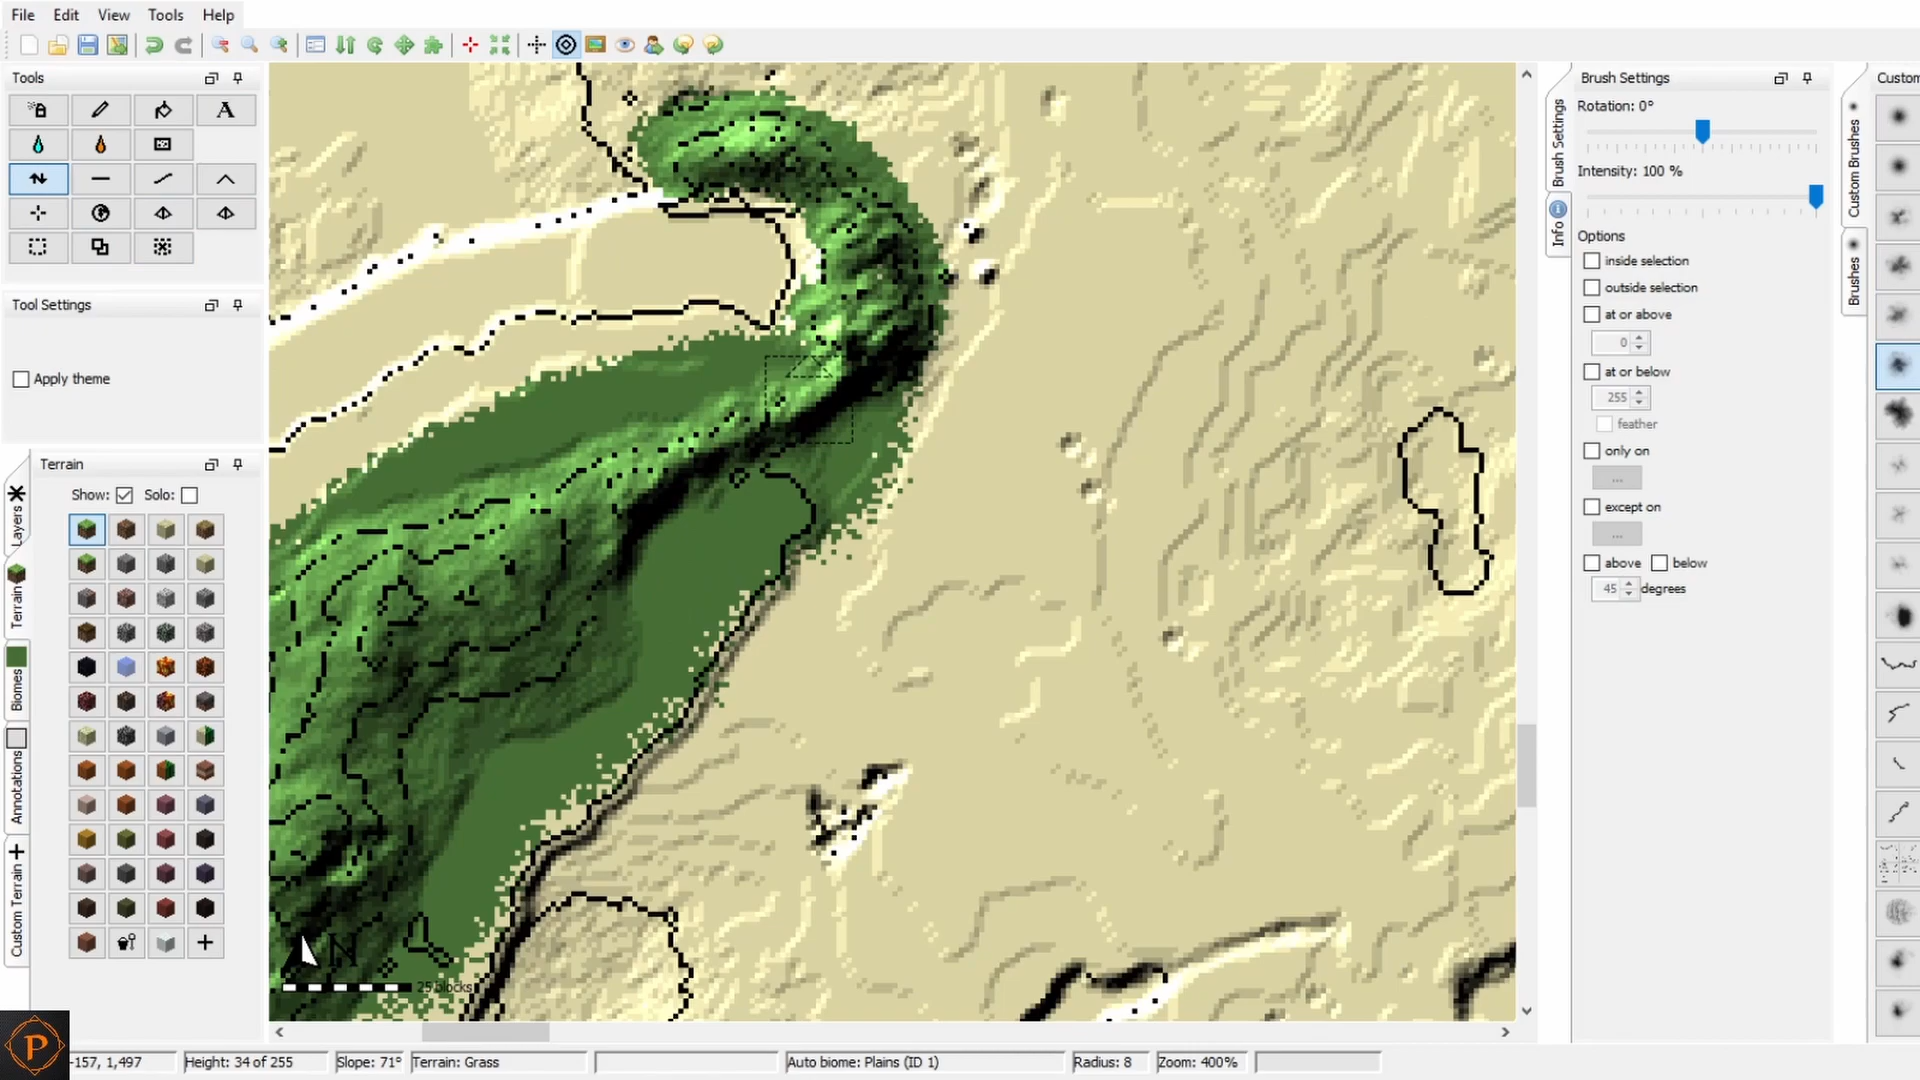 File Edit View Tools Help
Tools
A
Tool Settings
Apply theme
Terrain
Show: Solo:
Layers
Terrain
Biomes
Annotations
Custom Terrain
N
25 blocks
Brush Settings
Info
Brush Settings
Rotation: 0°
Intensity: 100 %
Options
inside selection
outside selection
at or above
0
at or below
255
feather
only on
...
except on
...
above below
45 degrees
Custom Brushes
Brushes
P
-157, 1,497 Height: 34 of 255 Slope: 71° Terrain: Grass Auto biome: Plains (ID 1) Radius: 8 Zoom: 400%